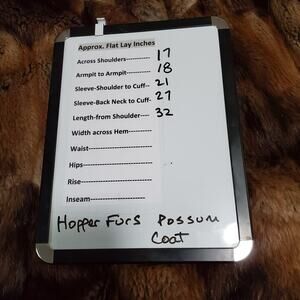 Approx. Flat Lay Inches
Across Shoulders---------- 17
Armpit to Armpit---------- 18
Sleeve-Shoulder to Cuff-- 21
Sleeve-Back Neck to Cuff- 27
Length-from Shoulder---- 32
Width across Hem----------
Waist----------------------
Hips-----------------------
Rise-----------------------
Inseam--------------------
Hopper Furs Possum
Coat